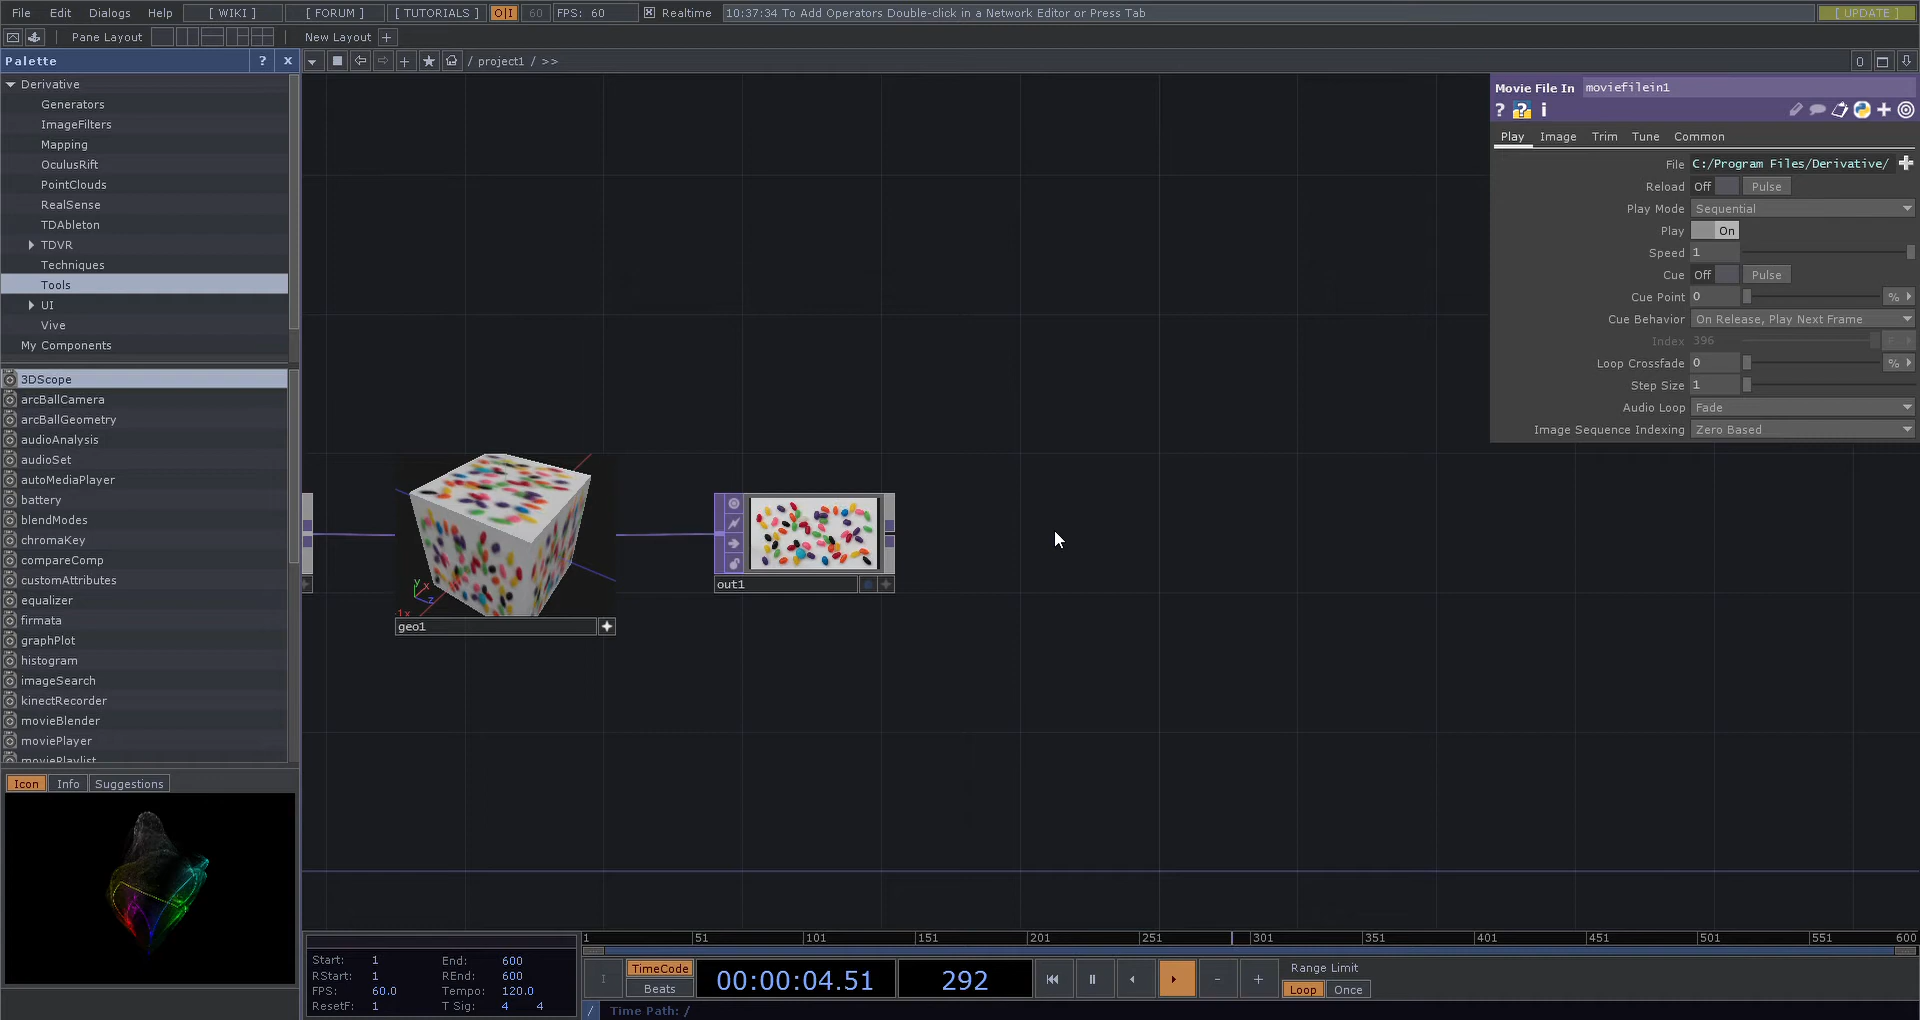 File Edit Dialogs Help [ WIKI ] [ FORUM ] [ TUTORIALS ] O|I 60 FPS: 60 Realtime 10:37:34 To Add Operators Double-click in a Network Editor or Press Tab [ UPDATE ]
Pane Layout New Layout +
Palette ? x / project1 / >> 0
Derivative
Generators
ImageFilters
Mapping
OculusRift
PointClouds
RealSense
TDAbleton
TDVR
Techniques
Tools
UI
Vive
My Components
3DScope
arcBallCamera
arcBallGeometry
audioAnalysis
audioSet
autoMediaPlayer
battery
blendModes
chromaKey
compareComp
customAttributes
equalizer
firmata
graphPlot
histogram
imageSearch
kinectRecorder
movieBlender
moviePlayer
moviePlaylist
Icon Info Suggestions
y x z
-1x
geo1
out1
Movie File In moviefilein1
? ? i
Play Image Trim Tune Common
File C:/Program Files/Derivative/
Reload Off Pulse
Play Mode Sequential
Play On
Speed 1
Cue Off Pulse
Cue Point 0 %
Cue Behavior On Release, Play Next Frame
Index 396
Loop Crossfade 0 %
Step Size 1
Audio Loop Fade
Image Sequence Indexing Zero Based
1 51 101 151 201 251 301 351 401 451 501 551 600
Start: 1 End: 600
RStart: 1 REnd: 600
FPS: 60.0 Tempo: 120.0
ResetF: 1 T Sig: 4 4
TimeCode
Beats
00:00:04.51 292
- +
Range Limit
Loop Once
/ Time Path: /